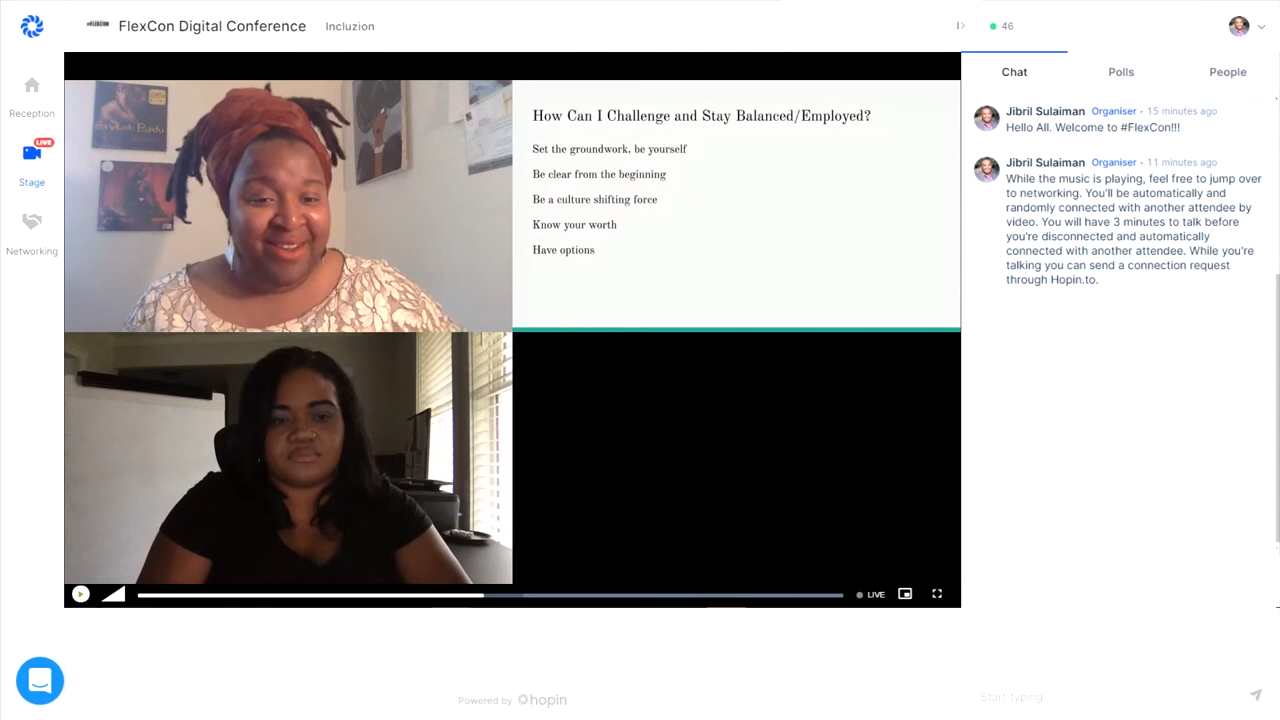 #FLEXCON
FlexCon Digital Conference
Incluzion
46
Reception
LIVE
Stage
Networking
Erykah Badu
How Can I Challenge and Stay Balanced/Employed?
Set the groundwork, be yourself
Be clear from the beginning
Be a culture shifting force
Know your worth
Have options
LIVE
Chat
Polls
People
Jibril Sulaiman Organiser • 15 minutes ago
Hello All. Welcome to #FlexCon!!!
Jibril Sulaiman Organiser • 11 minutes ago
While the music is playing, feel free to jump over
to networking. You'll be automatically and
randomly connected with another attendee by
video. You will have 3 minutes to talk before
you're disconnected and automatically
connected with another attendee. While you're
talking you can send a connection request
through Hopin.to.
Powered by hopin
Start typing